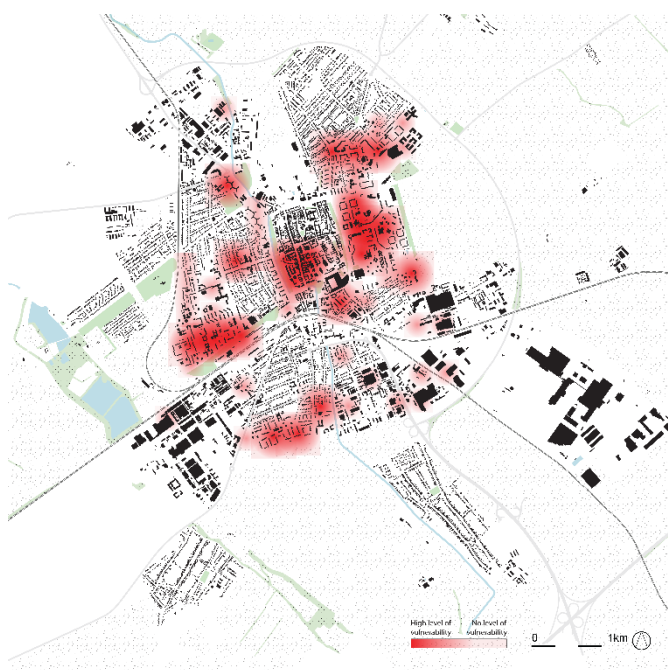 High level of
vulnerability
No level of
vulnerability
0
1km